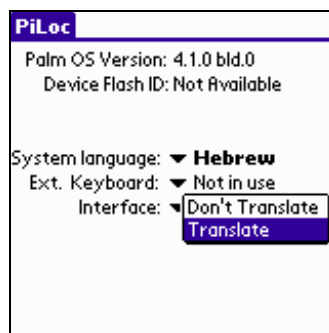 PiLoc
Palm OS Version: 4.1.0 bld.0
Device Flash ID: Not Available
System language: Hebrew
Ext. Keyboard: Not in use
Interface: Don't Translate
Translate